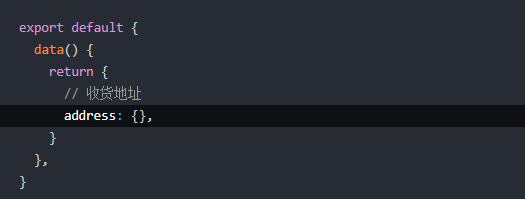 export default {
  data() {
    return {
      // 收货地址
      address: {},
    }
  },
}